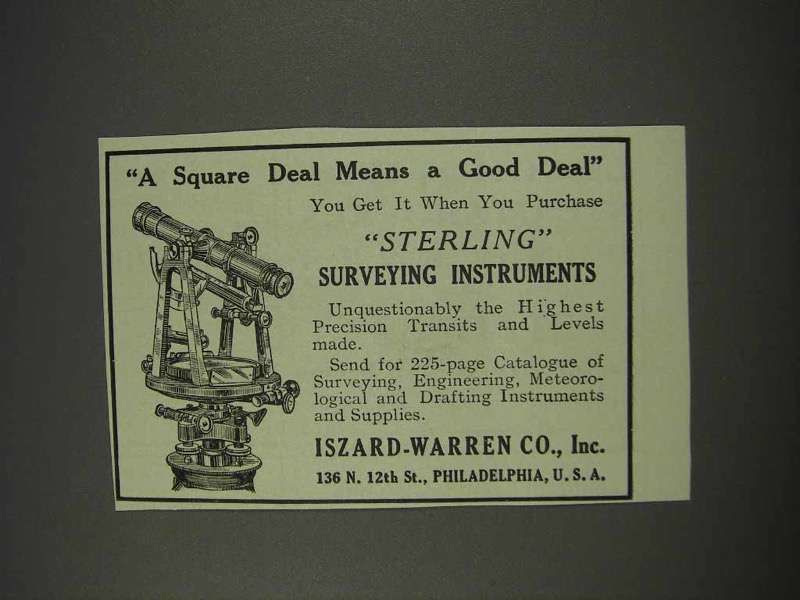 "A Square Deal Means a Good Deal"
You Get It When You Purchase
"STERLING"
SURVEYING INSTRUMENTS
Unquestionably the Highest
Precision Transits and Levels
made.
Send for 225-page Catalogue of
Surveying, Engineering, Meteoro-
logical and Drafting Instruments
and Supplies.
ISZARD-WARREN CO., Inc.
136 N. 12th St., PHILADELPHIA, U. S. A.